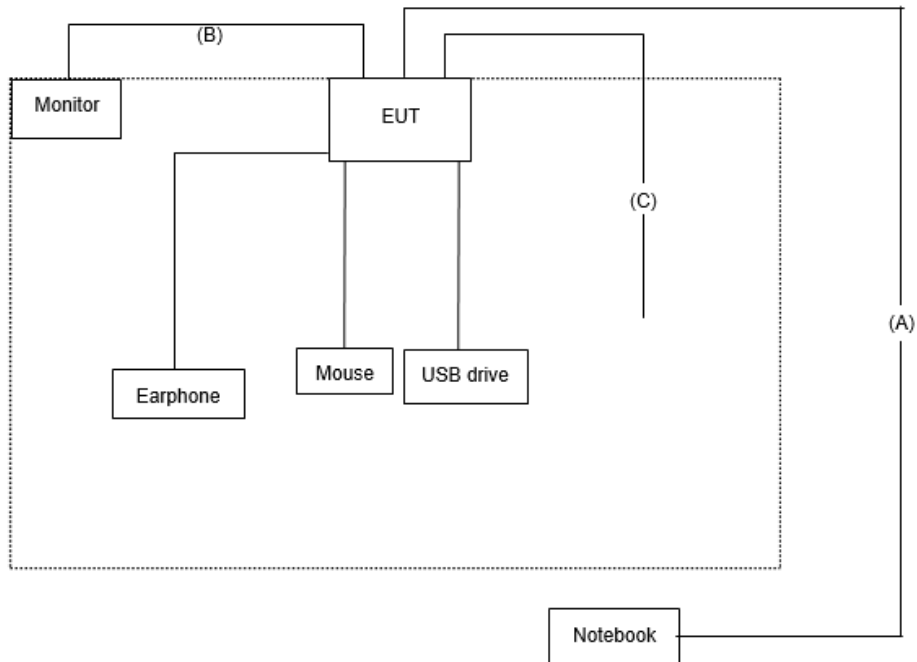 (B)
Monitor
EUT
(C)
(A)
Mouse
USB drive
Earphone
Notebook